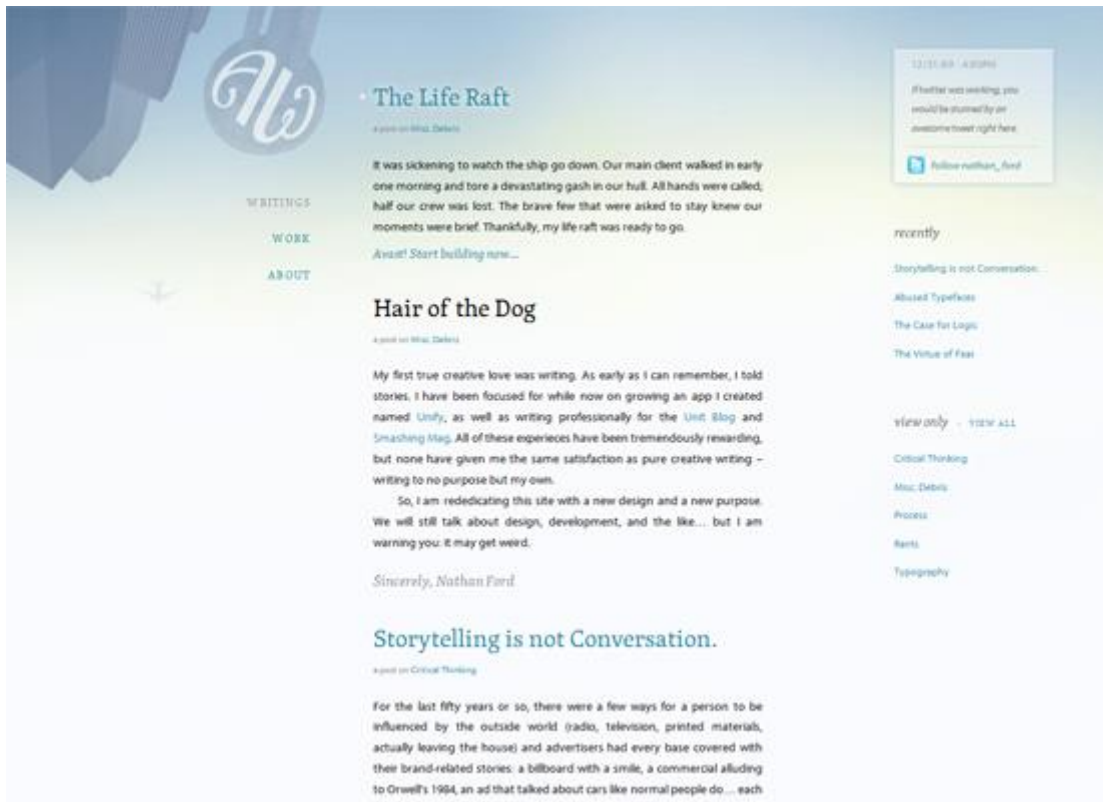 AW
WRITINGS
WORK
ABOUT
The Life Raft
a post on Misc. Debris
It was sickening to watch the ship go down. Our main client walked in early
one morning and tore a devastating gash in our hull. All hands were called;
half our crew was lost. The brave few that were asked to stay knew our
moments were brief. Thankfully, my life raft was ready to go.
Avast! Start building now...
Hair of the Dog
a post on Misc. Debris
My first true creative love was writing. As early as I can remember, I told
stories. I have been focused for while now on growing an app I created
named Unify, as well as writing professionally for the Unit Blog and
Smashing Mag. All of these experieces have been tremendously rewarding,
but none have given me the same satisfaction as pure creative writing –
writing to no purpose but my own.
So, I am rededicating this site with a new design and a new purpose.
We will still talk about design, development, and the like... but I am
warning you: it may get weird.
Sincerely, Nathan Ford
Storytelling is not Conversation.
a post on Critical Thinking
For the last fifty years or so, there were a few ways for a person to be
influenced by the outside world (radio, television, printed materials,
actually leaving the house) and advertisers had every base covered with
their brand-related stories: a billboard with a smile, a commercial alluding
to Orwell's 1984, an ad that talked about cars like normal people do... each
If twitter was working, you
would be stunned by an
awesome tweet right here.
Follow nathan_ford
recently
Storytelling is not Conversation.
Abused Typefaces
The Case for Logic
The Virtue of Fear
view only - VIEW ALL
Critical Thinking
Misc. Debris
Process
Rants
Typography